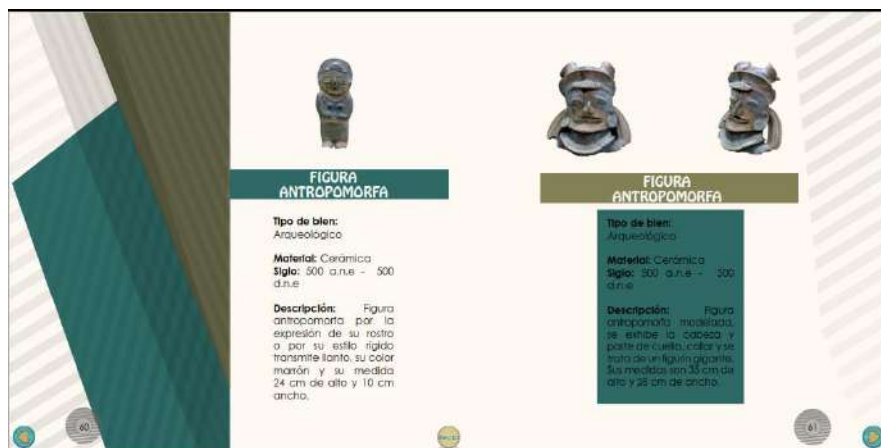 FIGURA
ANTROPOMORFA
Tipo de bien:
Arqueológico
Material: Cerámica
Siglo: 500 a.n.e - 500
d.n.e
Descripción: Figura
antropomorfa por la
expresión de su rostro
o por su estilo rígido
transmite llanto, su color
marrón y su medida
24 cm de alto y 10 cm
ancho.
60
FIGURA
ANTROPOMORFA
Tipo de bien:
Arqueológico
Material: Cerámica
Siglo: 500 a.n.e - 500
d.n.e
Descripción: Figura
antropomorfa modelada,
se exhibe la cabeza y
parte de cuello, collar y se
trata de un figurín gigante.
Sus medidas son 35 cm de
alto y 28 cm de ancho.
61